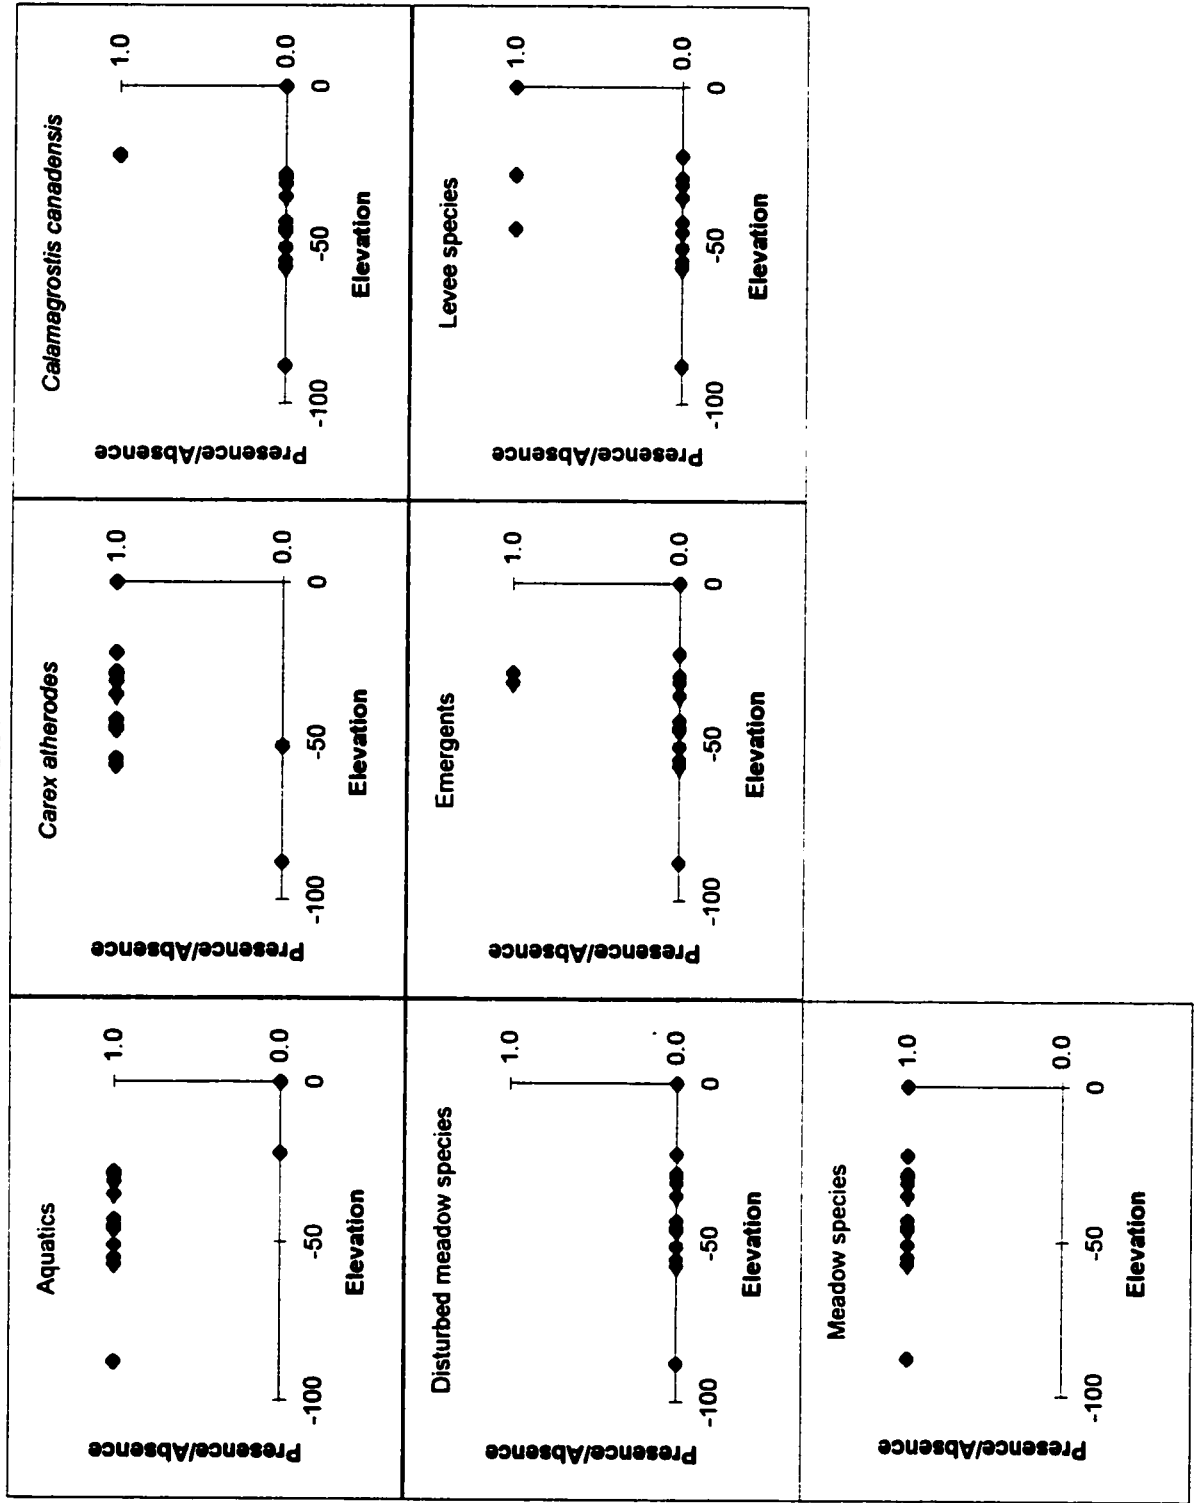 Aquatics
Presence/Absence
1.0
0.0
-100 -50 0
Elevation
Carex atherodes
Presence/Absence
1.0
0.0
-100 -50 0
Elevation
Calamagrostis canadensis
Presence/Absence
1.0
0.0
-100 -50 0
Elevation
Disturbed meadow species
Presence/Absence
1.0
0.0
-100 -50 0
Elevation
Emergents
Presence/Absence
1.0
0.0
-100 -50 0
Elevation
Levee species
Presence/Absence
1.0
0.0
-100 -50 0
Elevation
Meadow species
Presence/Absence
1.0
0.0
-100 -50 0
Elevation